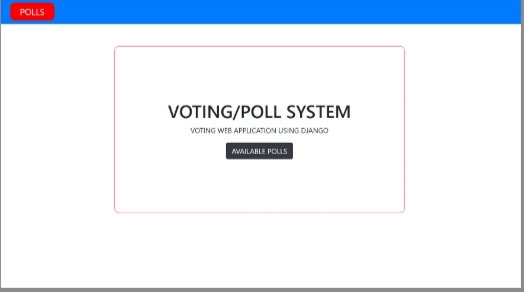 POLLS
VOTING/POLL SYSTEM
VOTING WEB APPLICATION USING DJANGO
AVAILABLE POLLS